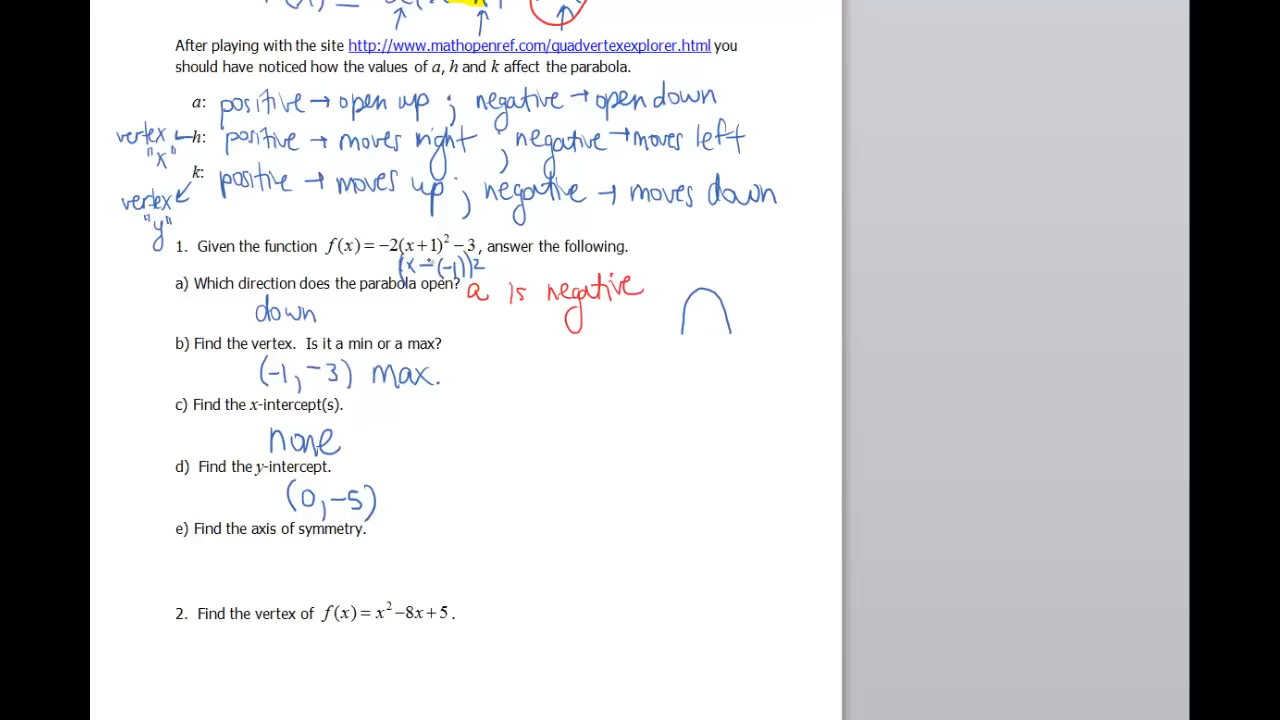 After playing with the site http://www.mathopenref.com/quadvertexexplorer.html you
should have noticed how the values of a, h and k affect the parabola.
a: positive → open up ; negative → open down
vertex "x" ← h: positive → moves right ; negative → moves left
vertex "y" ↙ k: positive → moves up ; negative → moves down
1. Given the function f(x) = −2(x+1)² −3, answer the following.
(x − (−1))²
a) Which direction does the parabola open? a is negative
down
b) Find the vertex. Is it a min or a max?
(−1, −3) max.
c) Find the x-intercept(s).
none
d) Find the y-intercept.
(0, −5)
e) Find the axis of symmetry.
2. Find the vertex of f(x) = x² −8x + 5 .